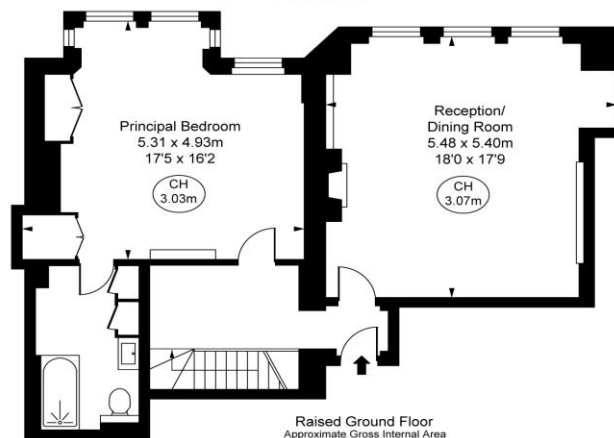 Principal Bedroom
5.31 x 4.93m
17'5 x 16'2
CH
3.03m
Reception/
Dining Room
5.48 x 5.40m
18'0 x 17'9
CH
3.07m
Raised Ground Floor
Approximate Gross Internal Area